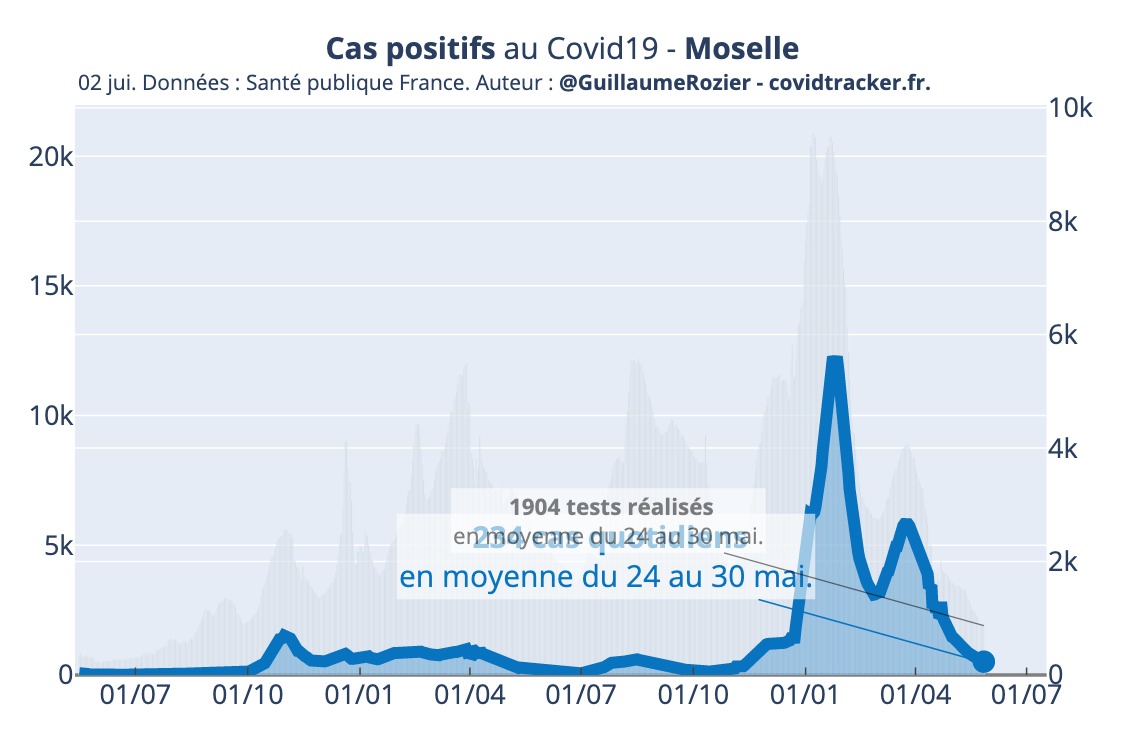 Cas positifs au Covid19 - Moselle
02 jui. Données : Santé publique France. Auteur : @GuillaumeRozier - covidtracker.fr.
10k
20k
8k
15k
6k
10k
4k
1904 tests réalisés
en moyenne du 24 au 30 mai.
234 cas quotidiens
5k
2k
en moyenne du 24 au 30 mai.
0
0
01/07
01/10
01/01
01/04
01/07
01/10
01/01
01/04
01/07